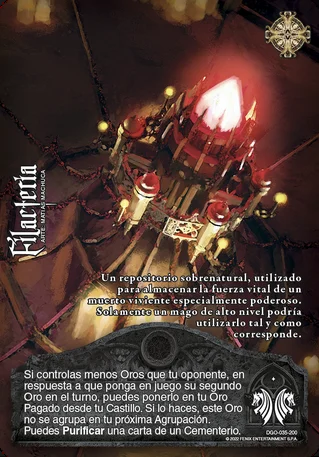 Filacteria
ARTE: MATÍAS MACHUCA
Un repositorio sobrenatural, utilizado
para almacenar la fuerza vital de un
muerto viviente especialmente poderoso.
Solamente un mago de alto nivel podría
utilizarlo tal y como
corresponde.
Si controlas menos Oros que tu oponente, en
respuesta a que ponga en juego su segundo
Oro en el turno, puedes ponerlo en tu Oro
Pagado desde tu Castillo. Si lo haces, este Oro
no se agrupa en tu próxima Agrupación.
Puedes Purificar una carta de un Cementerio.
DGO-035-200
© 2022 FENIX ENTERTAINMENT S.P.A.